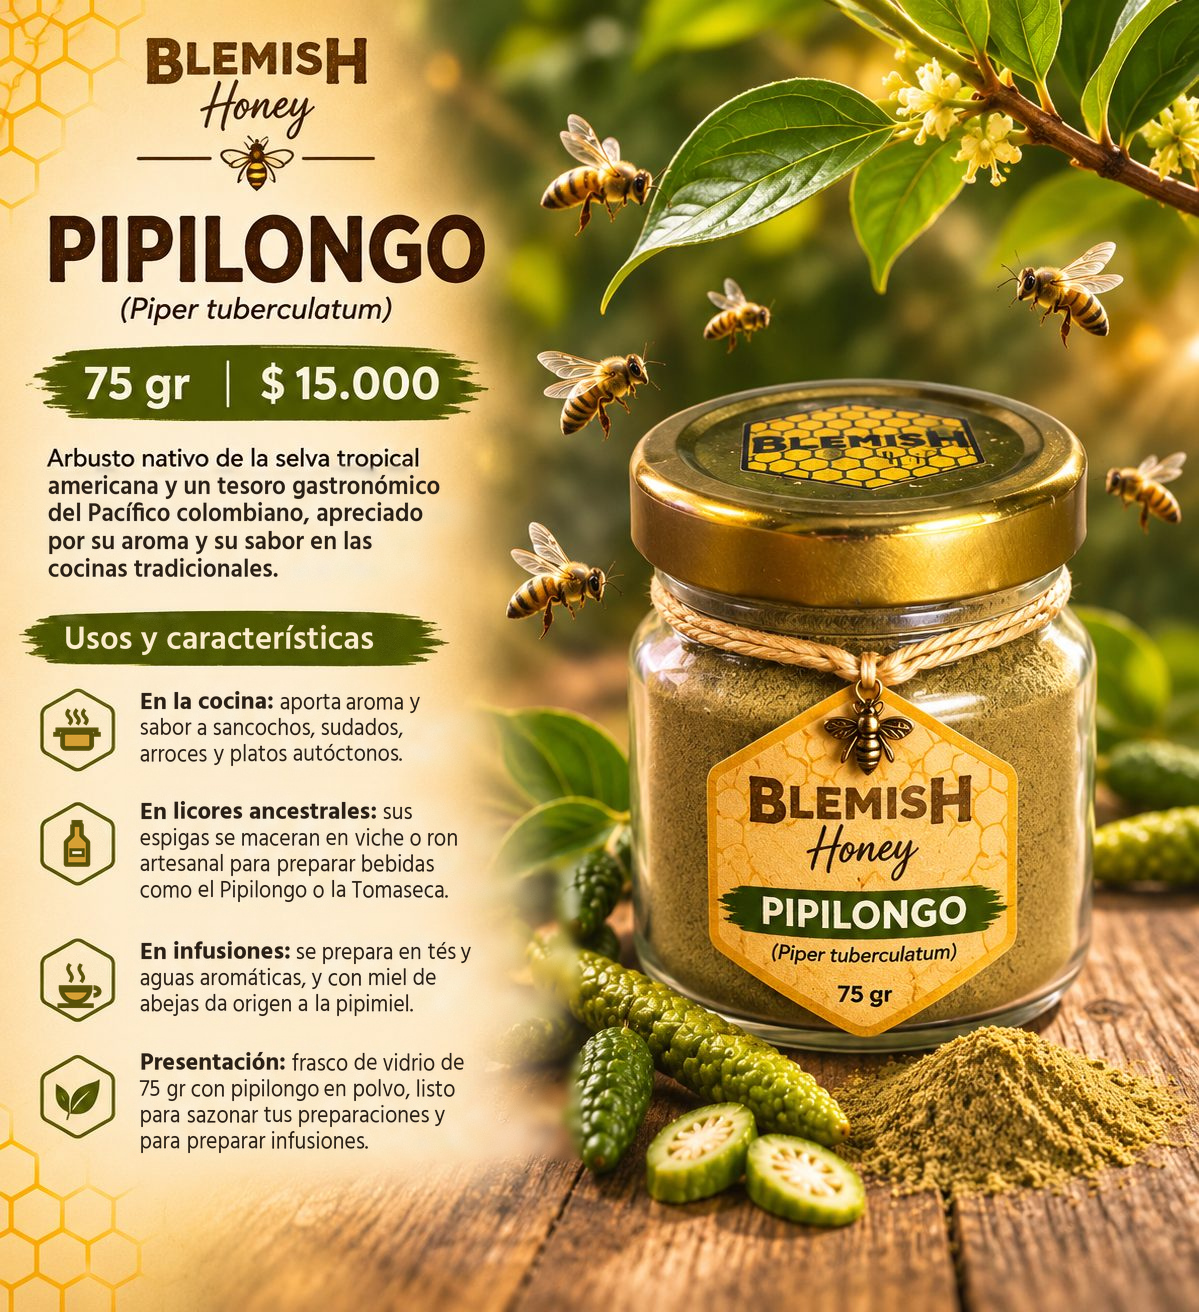 BLEMISH
Honey
PIPILONGO
(Piper tuberculatum)
75 gr | $ 15.000
Arbusto nativo de la selva tropical
americana y un tesoro gastronómico
del Pacífico colombiano, apreciado
por su aroma y su sabor en las
cocinas tradicionales.
Usos y características
En la cocina: aporta aroma y
sabor a sancochos, sudados,
arroces y platos autóctonos.
En licores ancestrales: sus
espigas se maceran en viche o ron
artesanal para preparar bebidas
como el Pipilongo o la Tomaseca.
En infusiones: se prepara en tés y
aguas aromáticas, y con miel de
abejas da origen a la pipimiel.
Presentación: frasco de vidrio de
75 gr con pipilongo en polvo, listo
para sazonar tus preparaciones y
para preparar infusiones.
BLEMISH
BLEMISH
Honey
PIPILONGO
(Piper tuberculatum)
75 gr